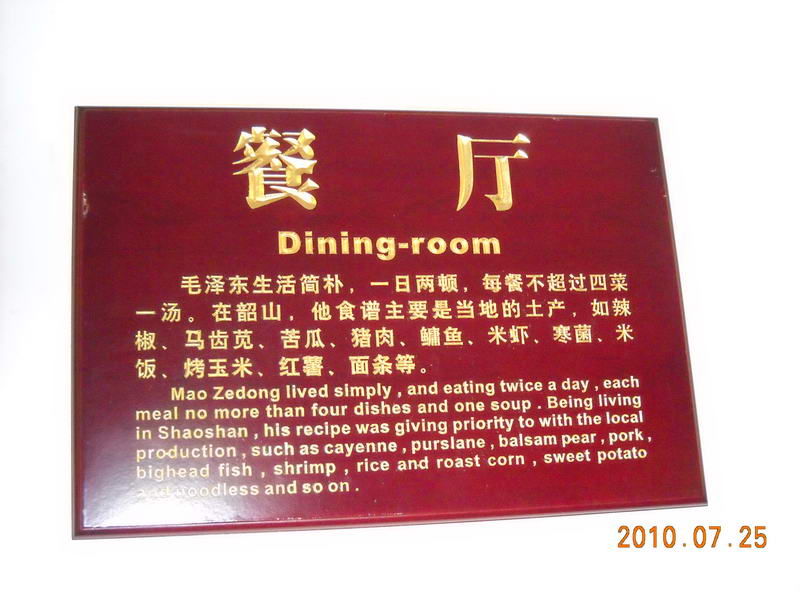 餐 厅
Dining-room
毛泽东生活简朴，一日两顿，每餐不超过四菜
一汤。在韶山，他食谱主要是当地的土产，如辣
椒、马齿苋、苦瓜、猪肉、鳙鱼、米虾、寒菌、米
饭、烤玉米、红薯、面条等。
Mao Zedong lived simply , and eating twice a day , each
meal no more than four dishes and one soup . Being living
in Shaoshan , his recipe was giving priority to with the local
production , such as cayenne , purslane , balsam pear , pork ,
bighead fish , shrimp , rice and roast corn , sweet potato
and noodless and so on .
2010.07.25